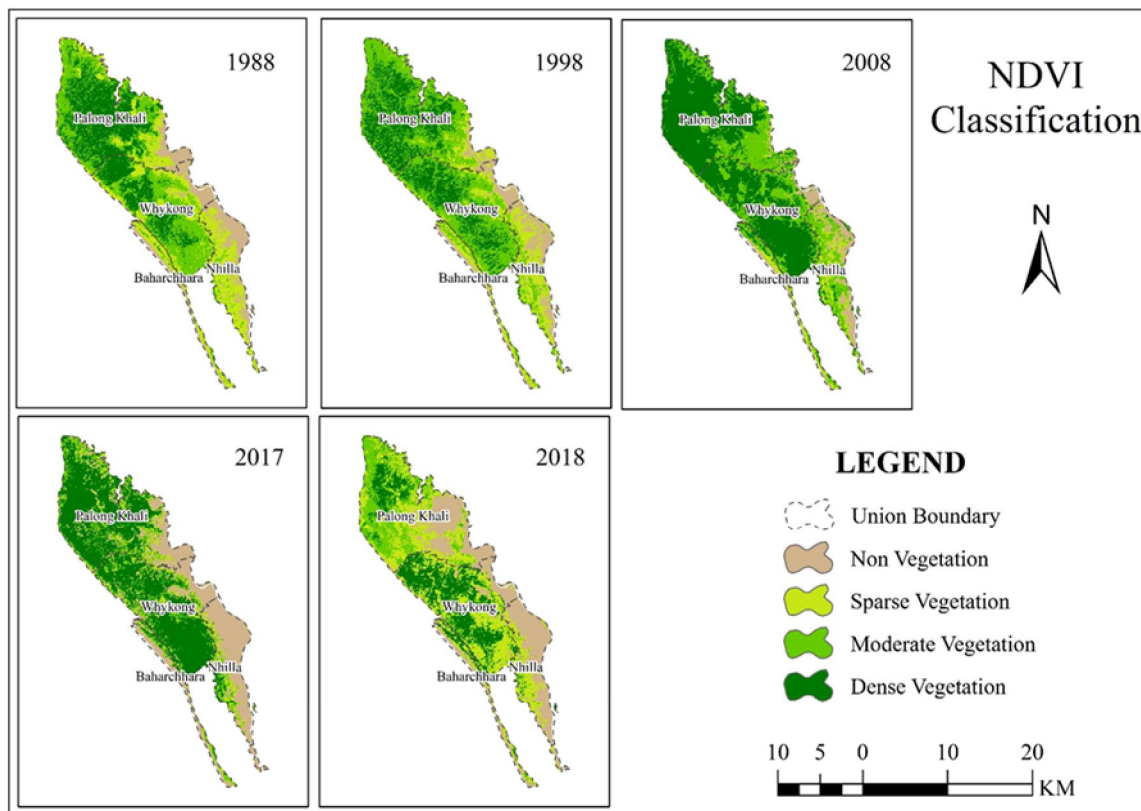 1988
Palong Khali
Whykong
Baharchhara
Nhilla
1998
Palong Khali
Whykong
Baharchhara
Nhilla
2008
Palong Khali
Whykong
Baharchhara
Nhilla
NDVI
Classification
N
2017
Palong Khali
Whykong
Baharchhara
Nhilla
2018
Palong Khali
Whykong
Baharchhara
Nhilla
LEGEND
Union Boundary
Non Vegetation
Sparse Vegetation
Moderate Vegetation
Dense Vegetation
10 5 0 10 20
KM